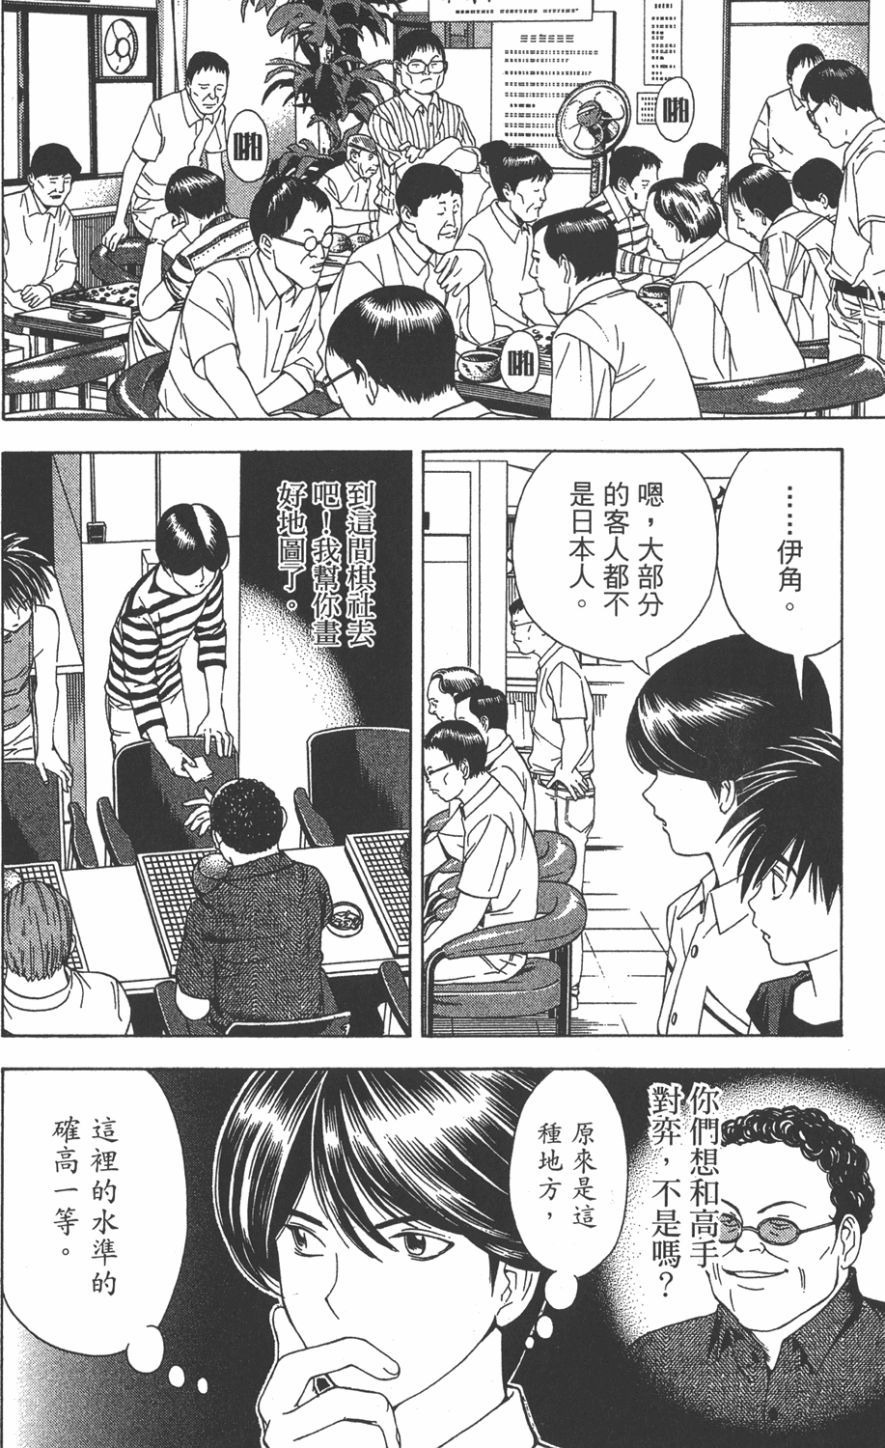 啪
啪
啪
……伊角。
嗯，大部分
的客人都不
是日本人。
到這間棋社去
吧！我幫你畫
好地圖了。
你們想和高手
對弈，不是嗎？
原來是這
種地方，
這裡的水準的
確高一等。